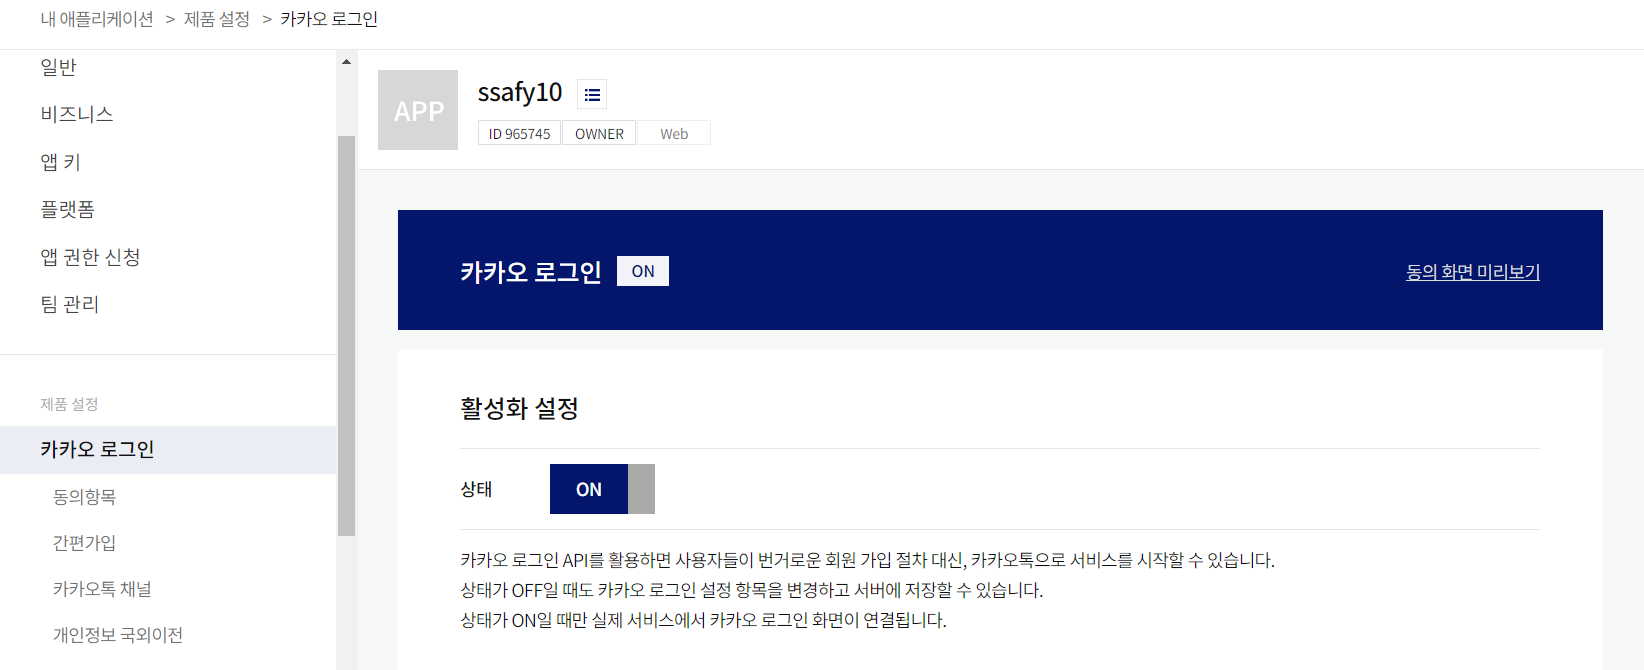 내 애플리케이션 > 제품 설정 > 카카오 로그인
일반
비즈니스
앱 키
플랫폼
앱 권한 신청
팀 관리
제품 설정
카카오 로그인
동의항목
간편가입
카카오톡 채널
개인정보 국외이전
APP
ssafy10
ID 965745 OWNER Web
카카오 로그인 ON
동의 화면 미리보기
활성화 설정
상태 ON
카카오 로그인 API를 활용하면 사용자들이 번거로운 회원 가입 절차 대신, 카카오톡으로 서비스를 시작할 수 있습니다.
상태가 OFF일 때도 카카오 로그인 설정 항목을 변경하고 서버에 저장할 수 있습니다.
상태가 ON일 때만 실제 서비스에서 카카오 로그인 화면이 연결됩니다.